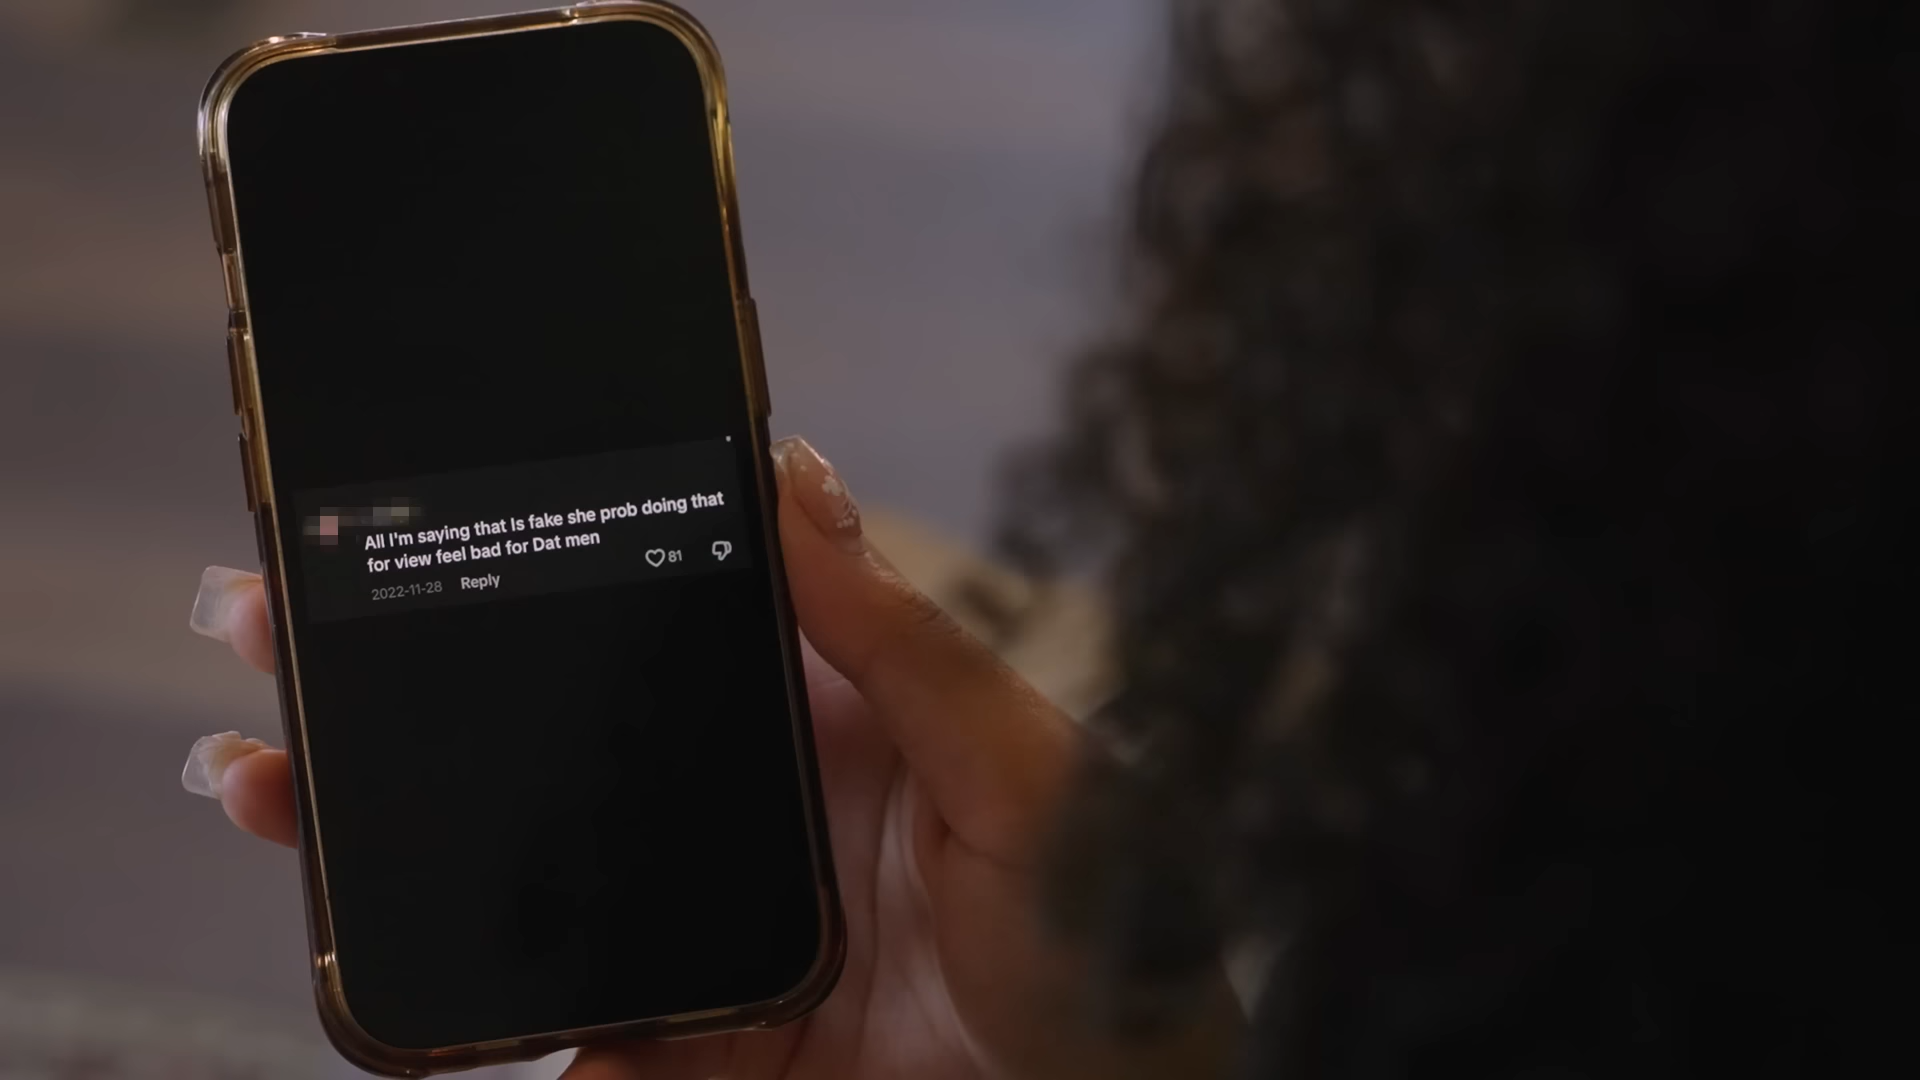 All I'm saying that Is fake she prob doing that
for view feel bad for Dat men
2022-11-28 Reply 81